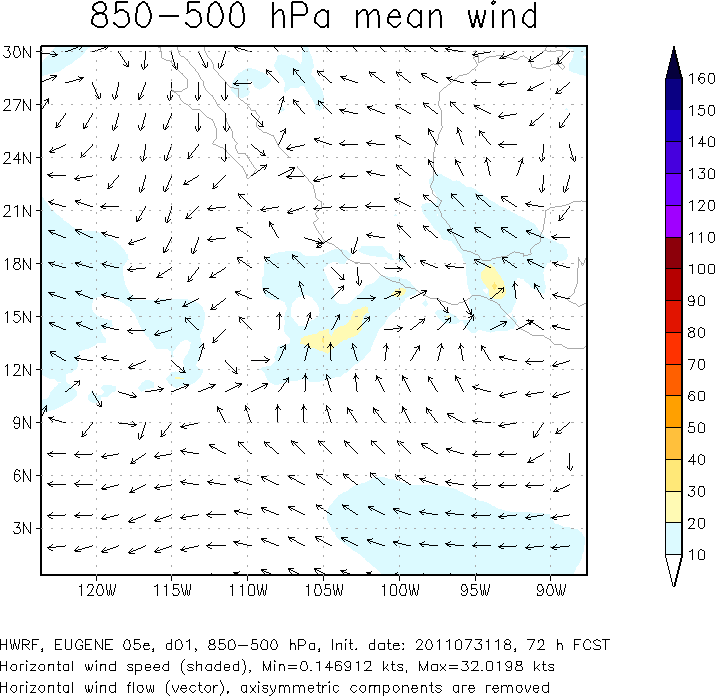 850-500 hPa mean wind
30N
27N
24N
21N
18N
15N
12N
9N
6N
3N
120W 115W 110W 105W 100W 95W 90W
160
140
120
130
110
100
90
80
70
60
50
40
30
20
10
HWRF, EUGENE 05e, d01, 850-500 hPa, Init. date: 2011073118, 72 h FCST
Horizontal wind speed (shaded), Min=0.146912 kts, Max=32.0198 kts
Horizontal wind flow (vector), axisymmetric components are removed